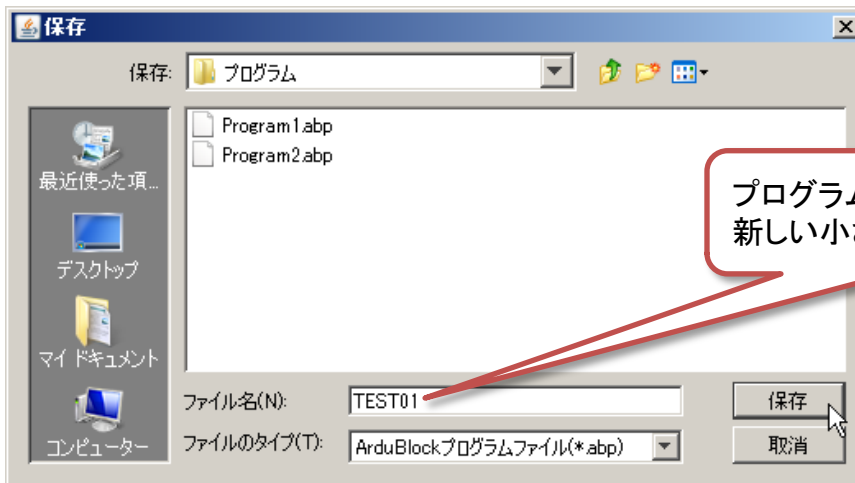 保存
保存:
プログラム
Program1.abp
Program2.abp
最近使った項...
デスクトップ
マイ ドキュメント
コンピューター
プログラム
新しい小
ファイル名(N):
TEST01
保存
ファイルのタイプ(T):
ArduBlockプログラムファイル(*.abp)
取消